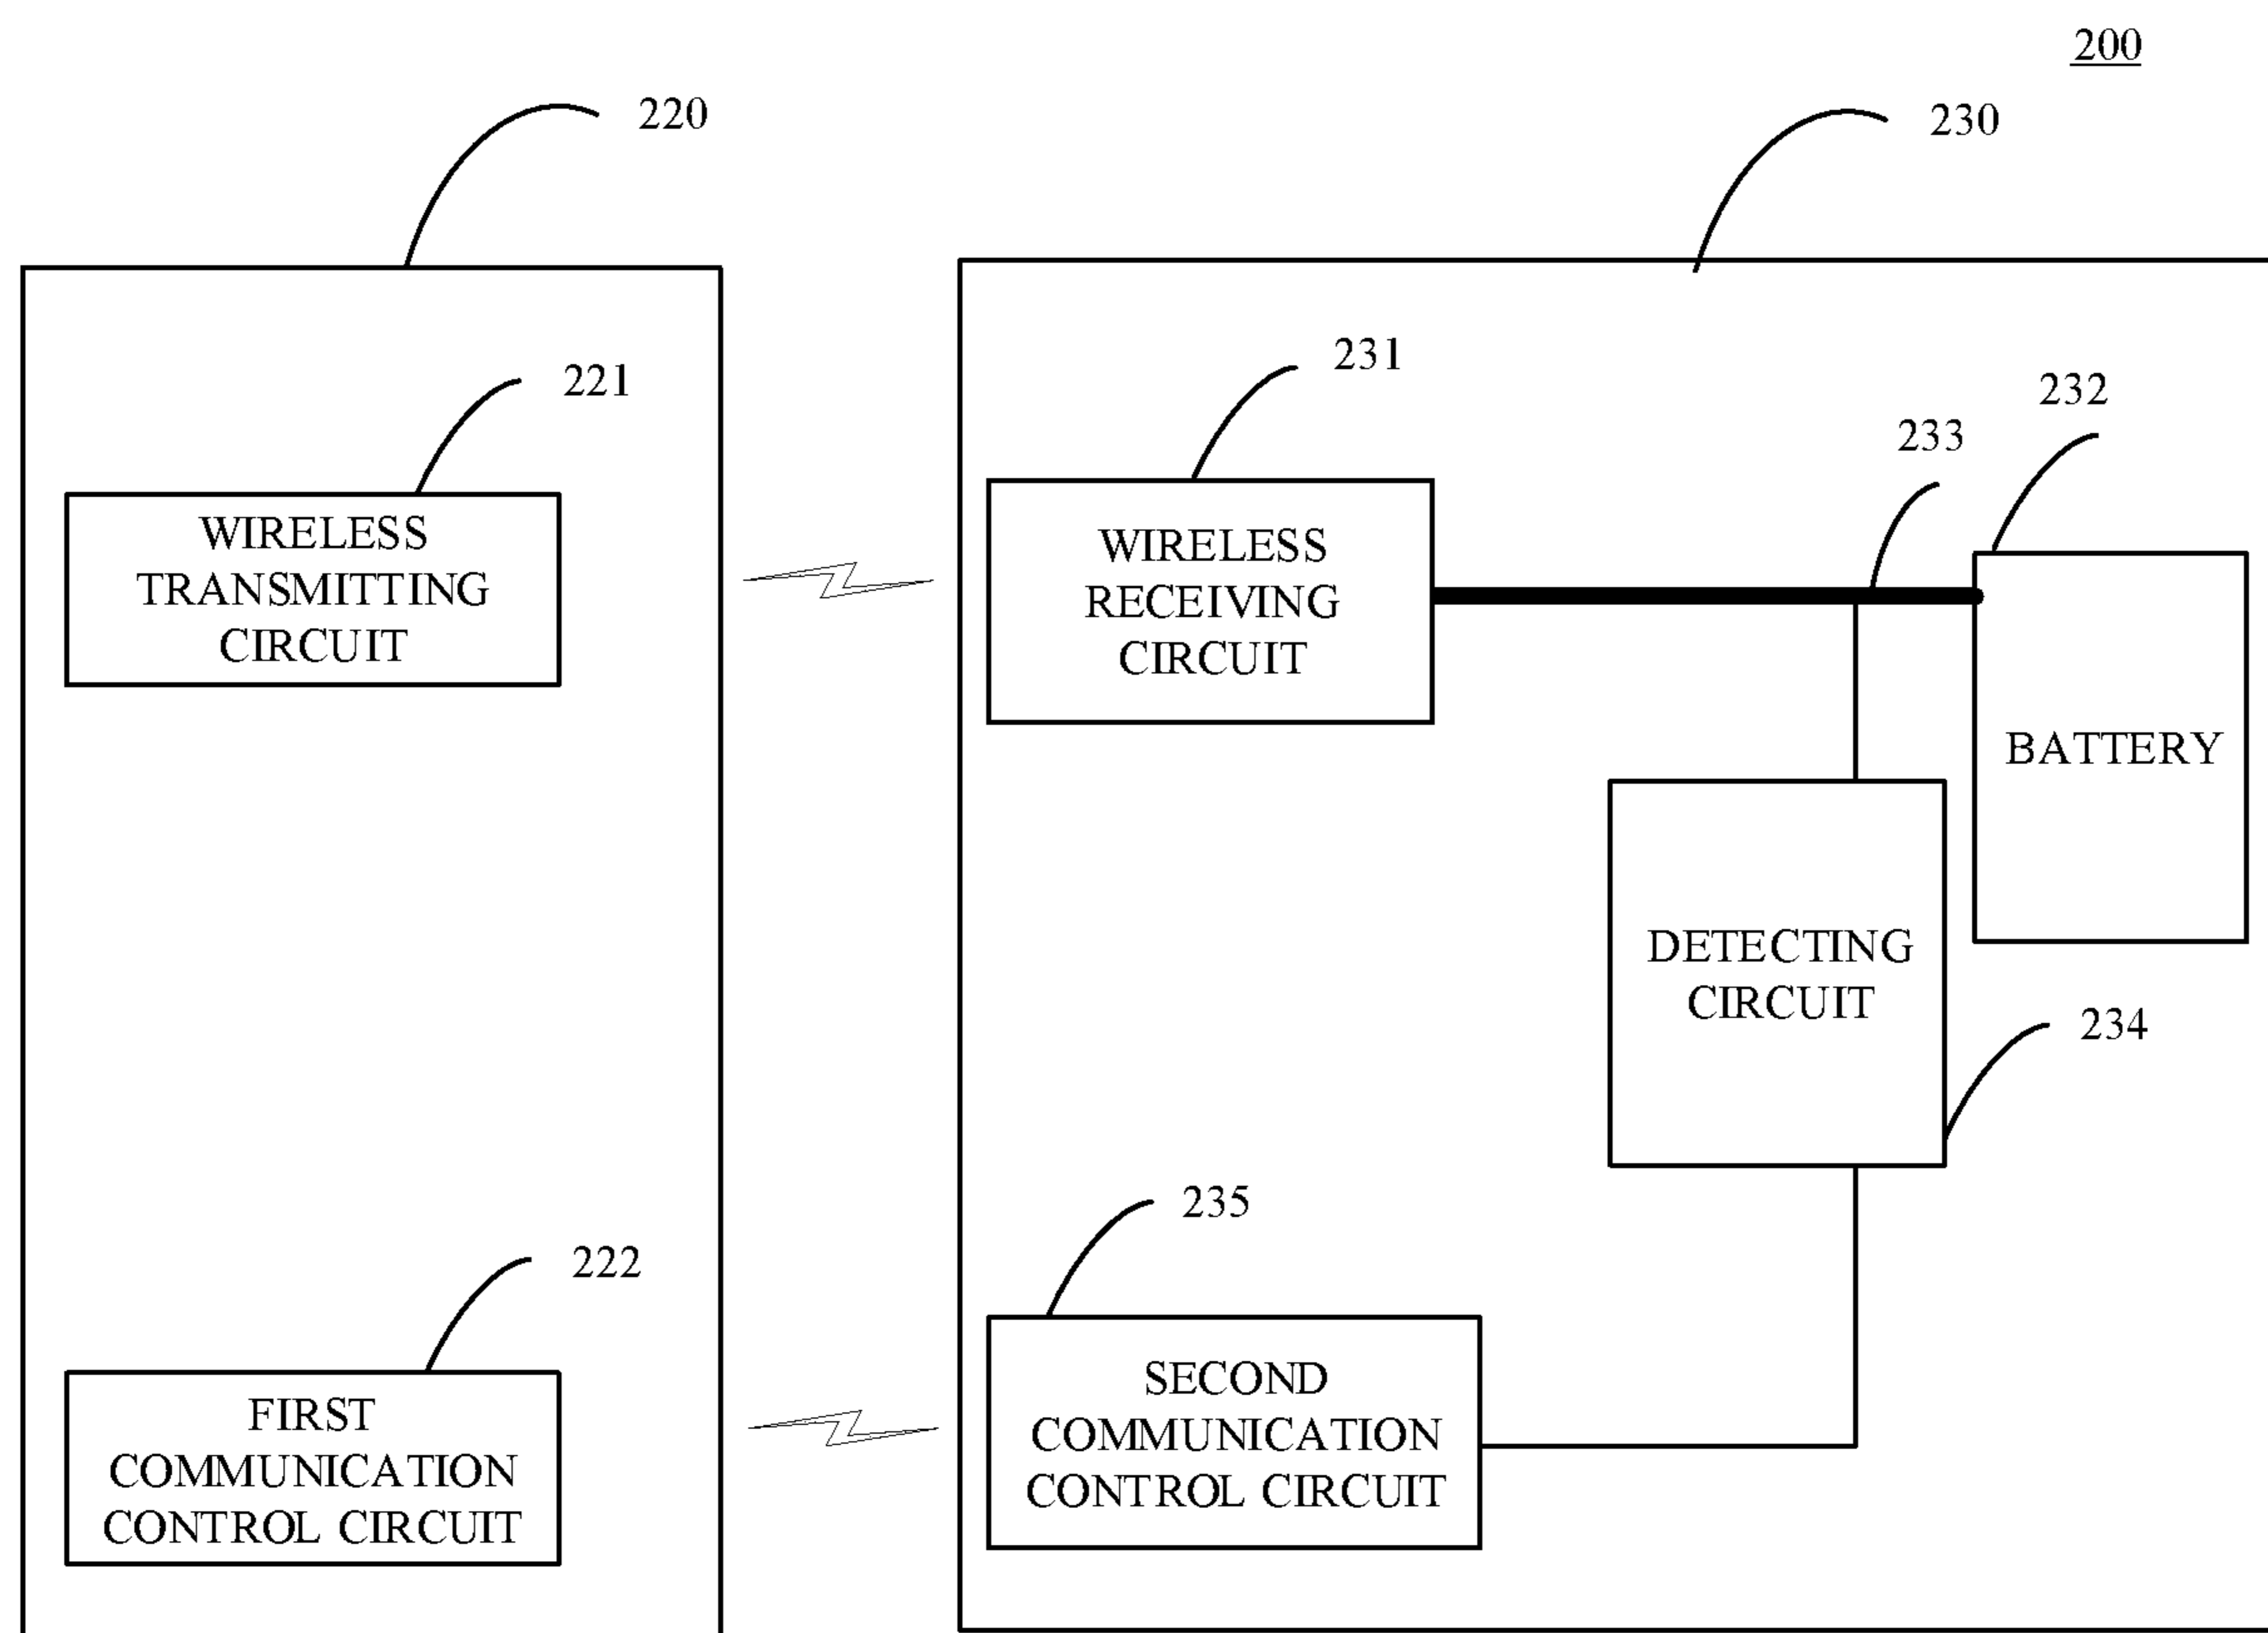 200
220
230
221
231
232
233
WIRELESS
TRANSMITTING
CIRCUIT
WIRELESS
RECEIVING
CIRCUIT
BATTERY
DETECTING
CIRCUIT
234
235
222
FIRST
COMMUNICATION
CONTROL CIRCUIT
SECOND
COMMUNICATION
CONTROL CIRCUIT